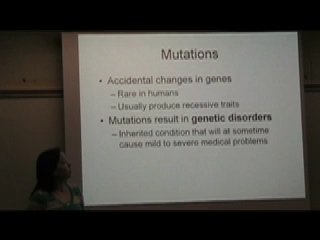 Mutations
• Accidental changes in genes
– Rare in humans
– Usually produce recessive traits
• Mutations result in genetic disorders
– Inherited condition that will at sometime
cause mild to severe medical problems